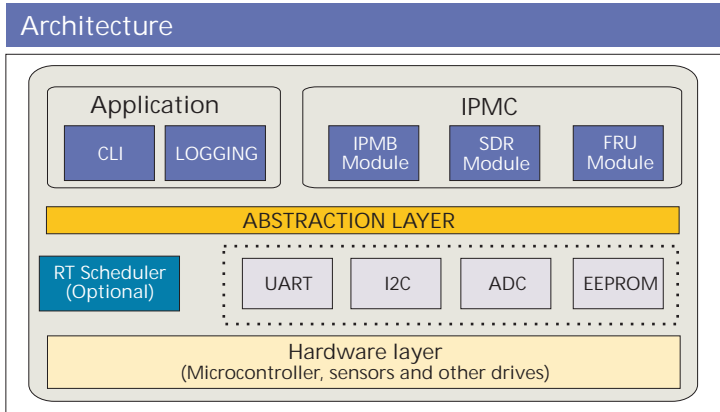 Architecture
Application
CLI
LOGGING
IPMC
IPMB
Module
SDR
Module
FRU
Module
ABSTRACTION LAYER
RT Scheduler
(Optional)
UART
I2C
ADC
EEPROM
Hardware layer
(Microcontroller, sensors and other drives)